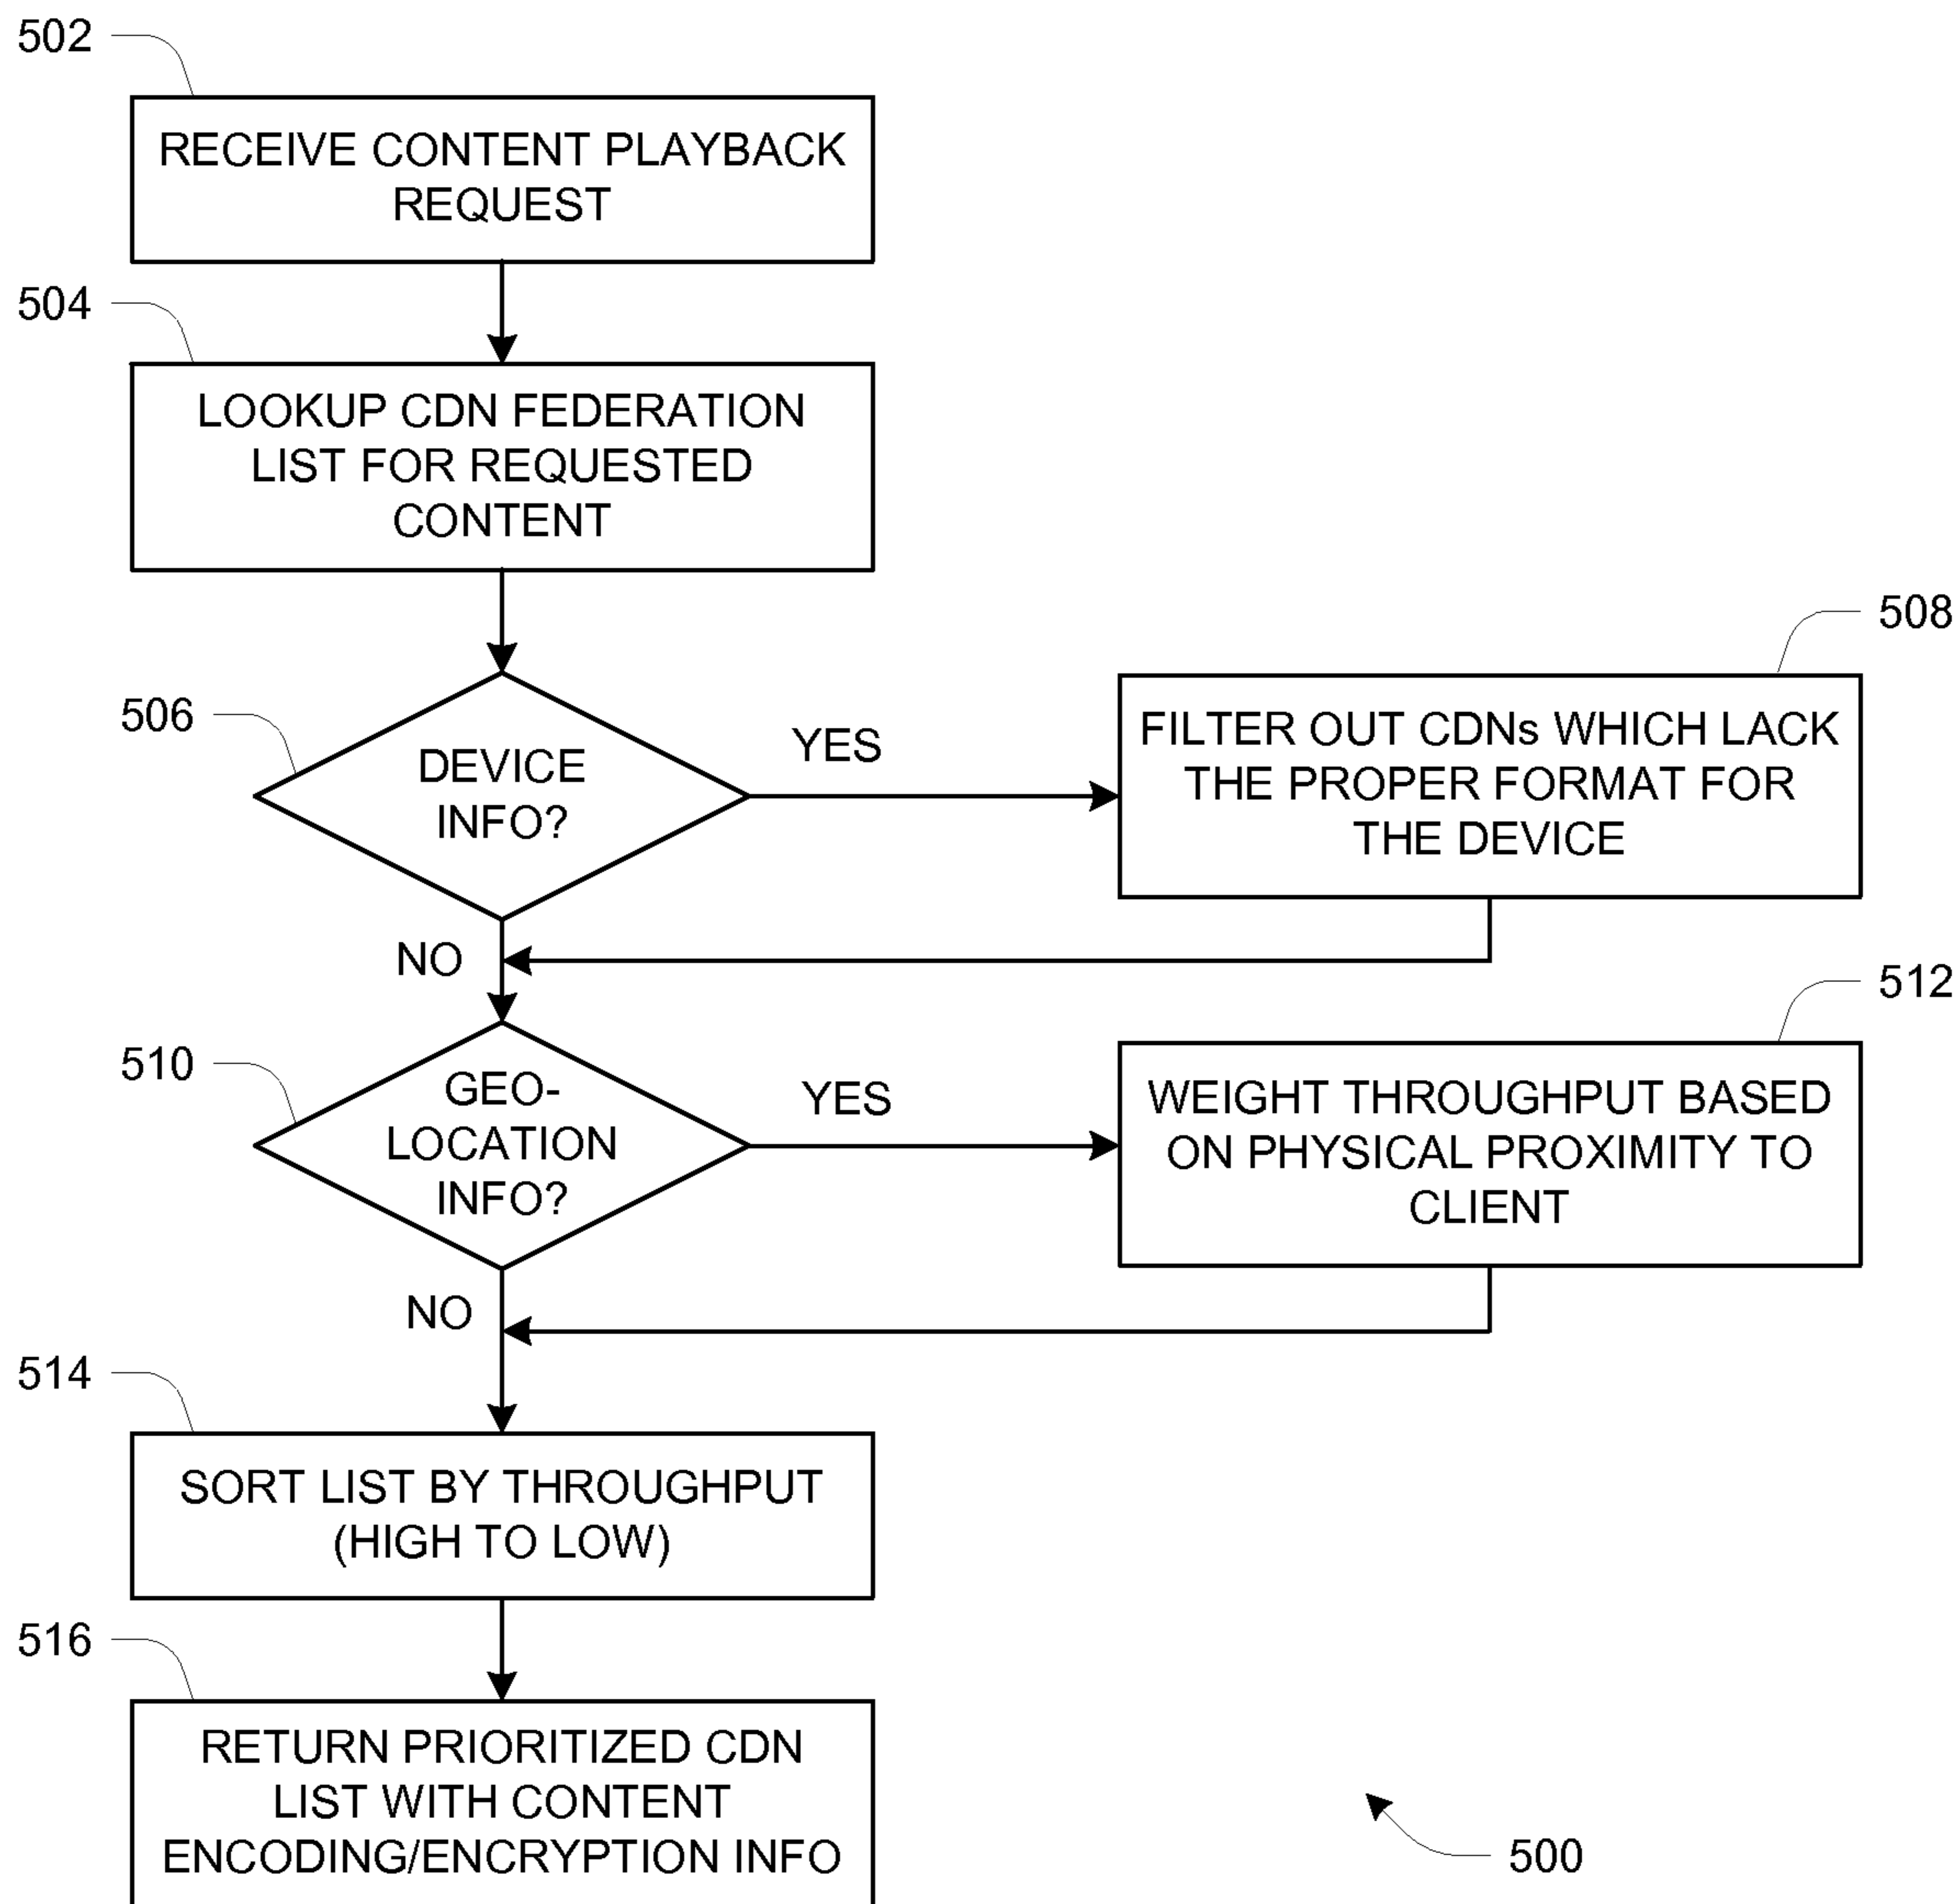 502
RECEIVE CONTENT PLAYBACK
REQUEST
504
LOOKUP CDN FEDERATION
LIST FOR REQUESTED
CONTENT
506
DEVICE
INFO?
YES
508
FILTER OUT CDNs WHICH LACK
THE PROPER FORMAT FOR
THE DEVICE
NO
510
GEO-
LOCATION
INFO?
YES
512
WEIGHT THROUGHPUT BASED
ON PHYSICAL PROXIMITY TO
CLIENT
NO
514
SORT LIST BY THROUGHPUT
(HIGH TO LOW)
516
RETURN PRIORITIZED CDN
LIST WITH CONTENT
ENCODING/ENCRYPTION INFO
500